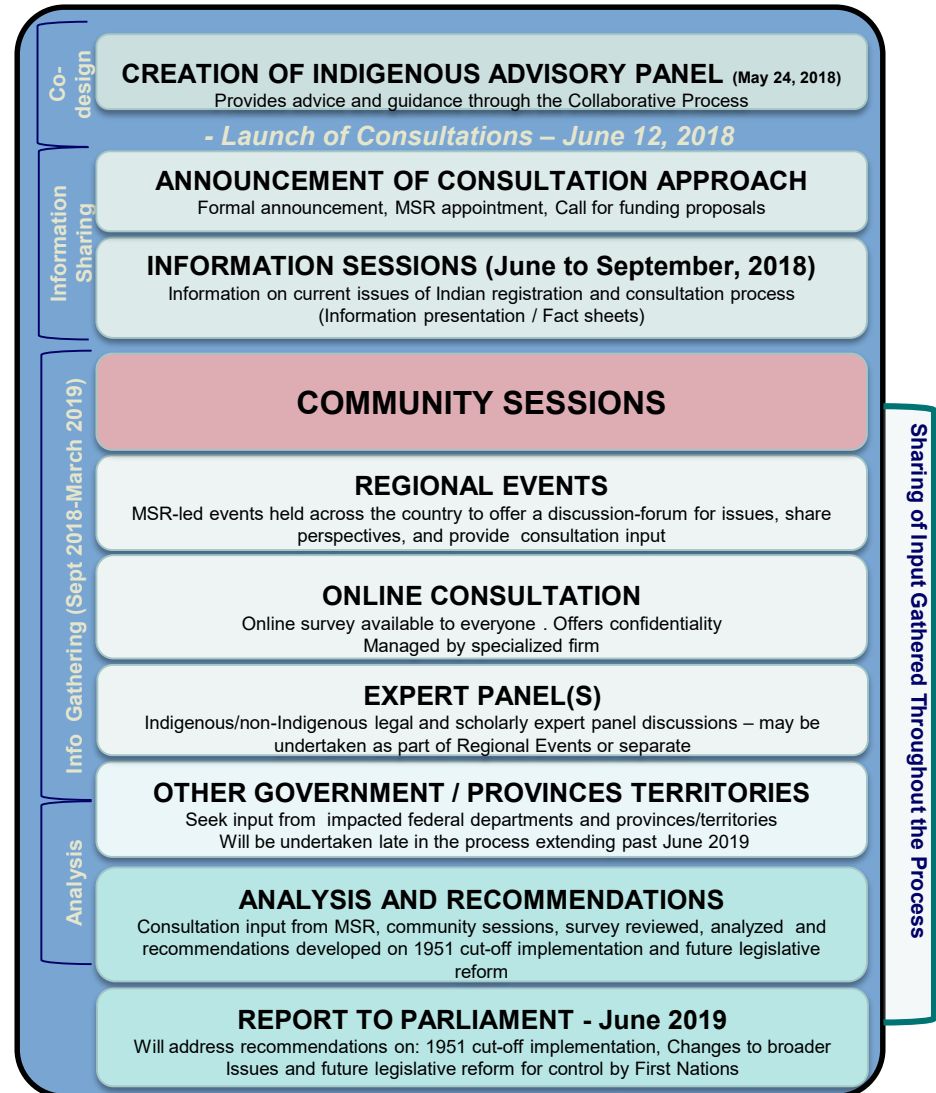 Co-
design
CREATION OF INDIGENOUS ADVISORY PANEL (May 24, 2018)
Provides advice and guidance through the Collaborative Process
- Launch of Consultations – June 12, 2018
Information
Sharing
ANNOUNCEMENT OF CONSULTATION APPROACH
Formal announcement, MSR appointment, Call for funding proposals
INFORMATION SESSIONS (June to September, 2018)
Information on current issues of Indian registration and consultation process
(Information presentation / Fact sheets)
Info Gathering (Sept 2018-March 2019)
COMMUNITY SESSIONS
REGIONAL EVENTS
MSR-led events held across the country to offer a discussion-forum for issues, share
perspectives, and provide consultation input
ONLINE CONSULTATION
Online survey available to everyone . Offers confidentiality
Managed by specialized firm
EXPERT PANEL(S)
Indigenous/non-Indigenous legal and scholarly expert panel discussions – may be
undertaken as part of Regional Events or separate
OTHER GOVERNMENT / PROVINCES TERRITORIES
Seek input from impacted federal departments and provinces/territories
Will be undertaken late in the process extending past June 2019
Analysis
ANALYSIS AND RECOMMENDATIONS
Consultation input from MSR, community sessions, survey reviewed, analyzed and
recommendations developed on 1951 cut-off implementation and future legislative
reform
REPORT TO PARLIAMENT - June 2019
Will address recommendations on: 1951 cut-off implementation, Changes to broader
Issues and future legislative reform for control by First Nations
Sharing of Input Gathered Throughout the Process